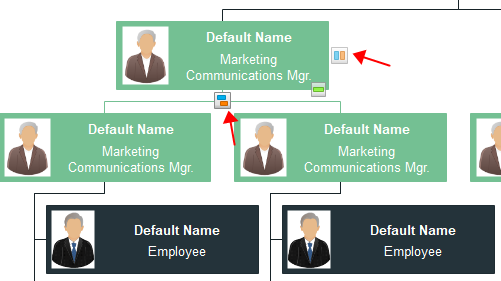 Default Name
Marketing
Communications Mgr.
Default Name
Marketing
Communications Mgr.
Default Name
Marketing
Communications Mgr.
Default Name
Employee
Default Name
Employee